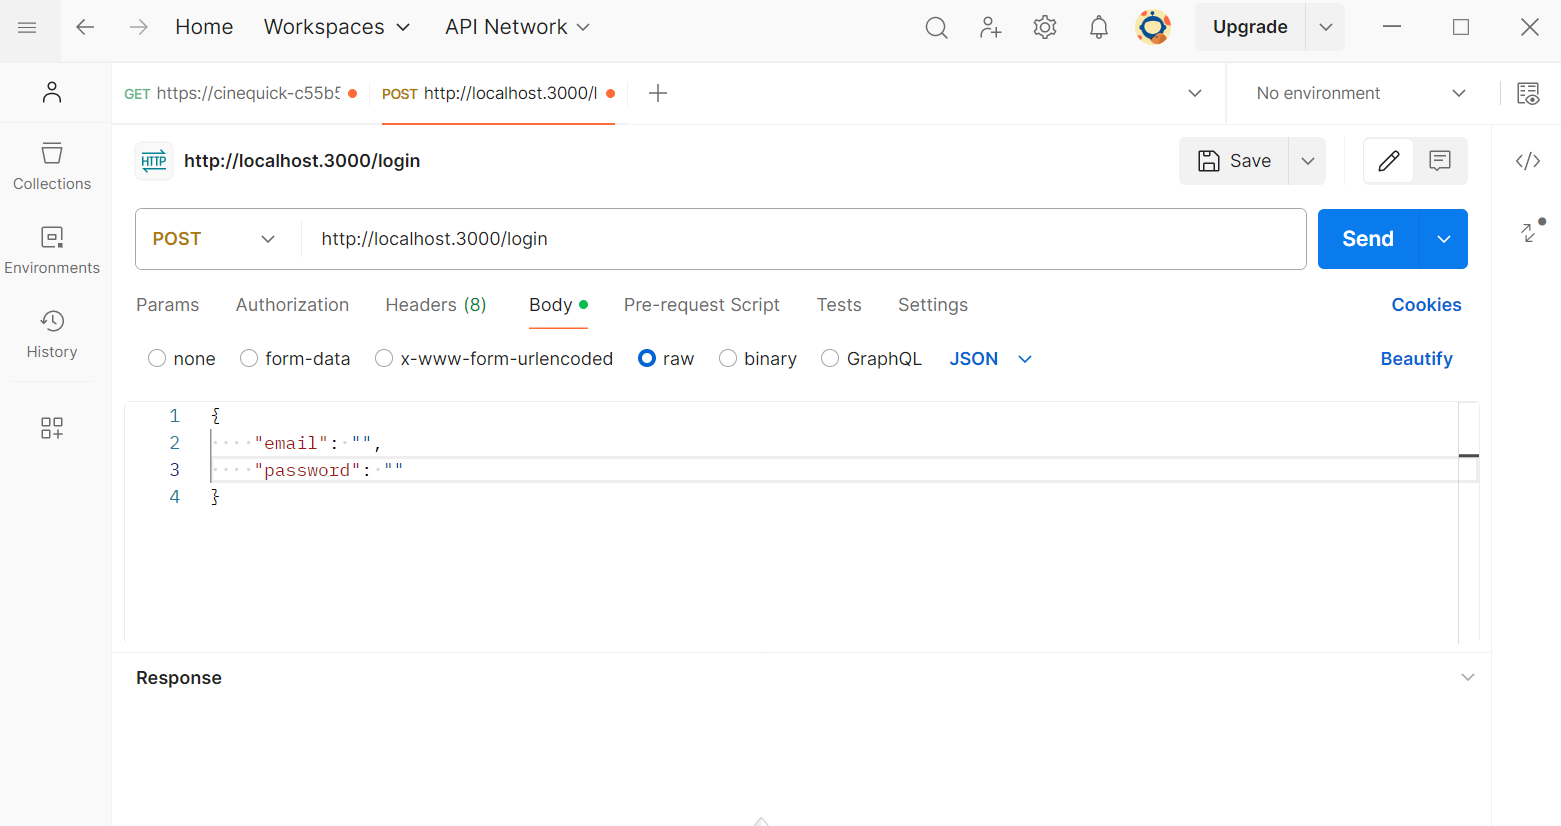 Home Workspaces API Network Upgrade
GET https://cinequick-c55b5 POST http://localhost.3000/l No environment
HTTP http://localhost.3000/login Save
Collections
POST http://localhost.3000/login Send
Environments
Params Authorization Headers (8) Body Pre-request Script Tests Settings Cookies
History
none form-data x-www-form-urlencoded raw binary GraphQL JSON Beautify
1 {
2 "email": "",
3 "password": ""
4 }
Response